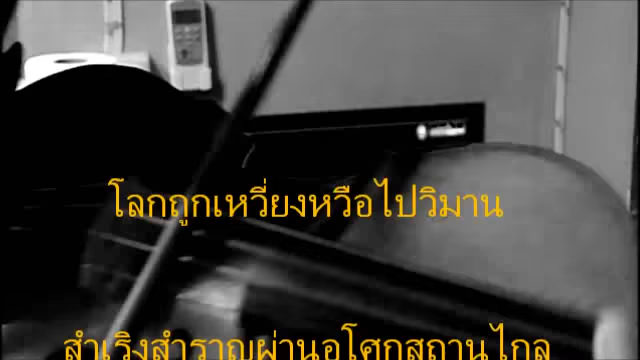 โลกถูกเหวี่ยงหวือไปวิมาน
สำเริงสำราญผ่านอโศกสถานไกล